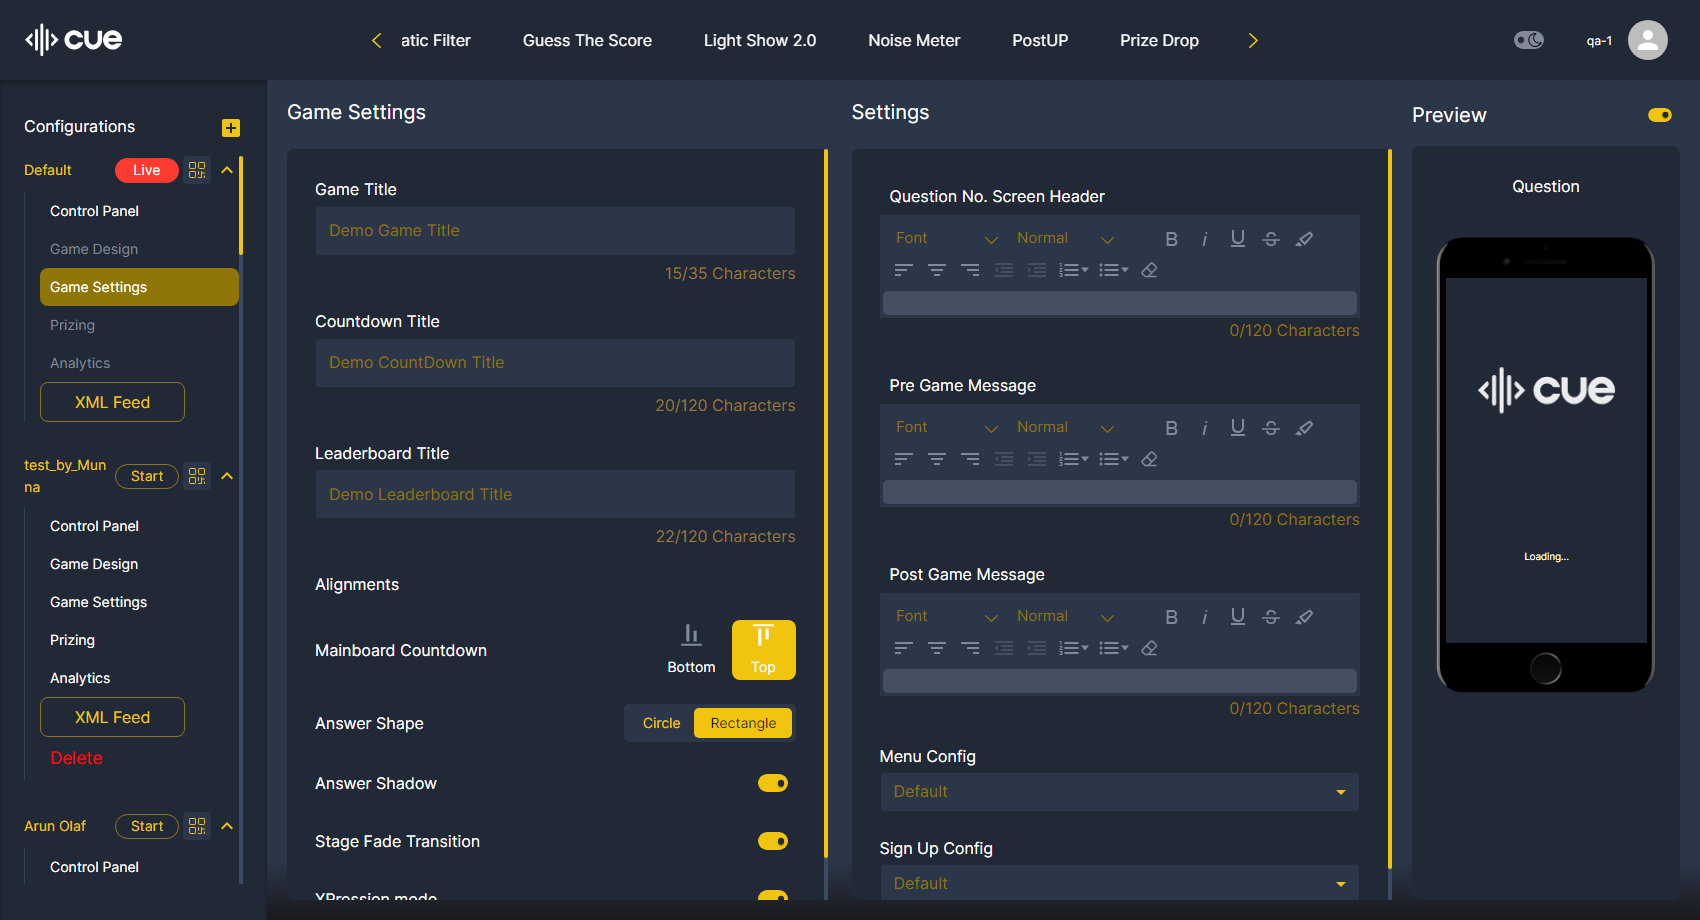 cue
atic Filter
Guess The Score
Light Show 2.0
Noise Meter
PostUP
Prize Drop
qa-1
Configurations
Default
Live
Control Panel
Game Design
Game Settings
Prizing
Analytics
XML Feed
test_by_Mun
na
Start
Control Panel
Game Design
Game Settings
Prizing
Analytics
XML Feed
Delete
Arun Olaf
Start
Control Panel
Game Settings
Game Title
Demo Game Title
15/35 Characters
Countdown Title
Demo CountDown Title
20/120 Characters
Leaderboard Title
Demo Leaderboard Title
22/120 Characters
Alignments
Mainboard Countdown
Bottom
Top
Answer Shape
Circle
Rectangle
Answer Shadow
Stage Fade Transition
XPression mode
Settings
Question No. Screen Header
Font
Normal
B i U S
0/120 Characters
Pre Game Message
Font
Normal
B i U S
0/120 Characters
Post Game Message
Font
Normal
B i U S
0/120 Characters
Menu Config
Default
Sign Up Config
Default
Preview
Question
cue
Loading...